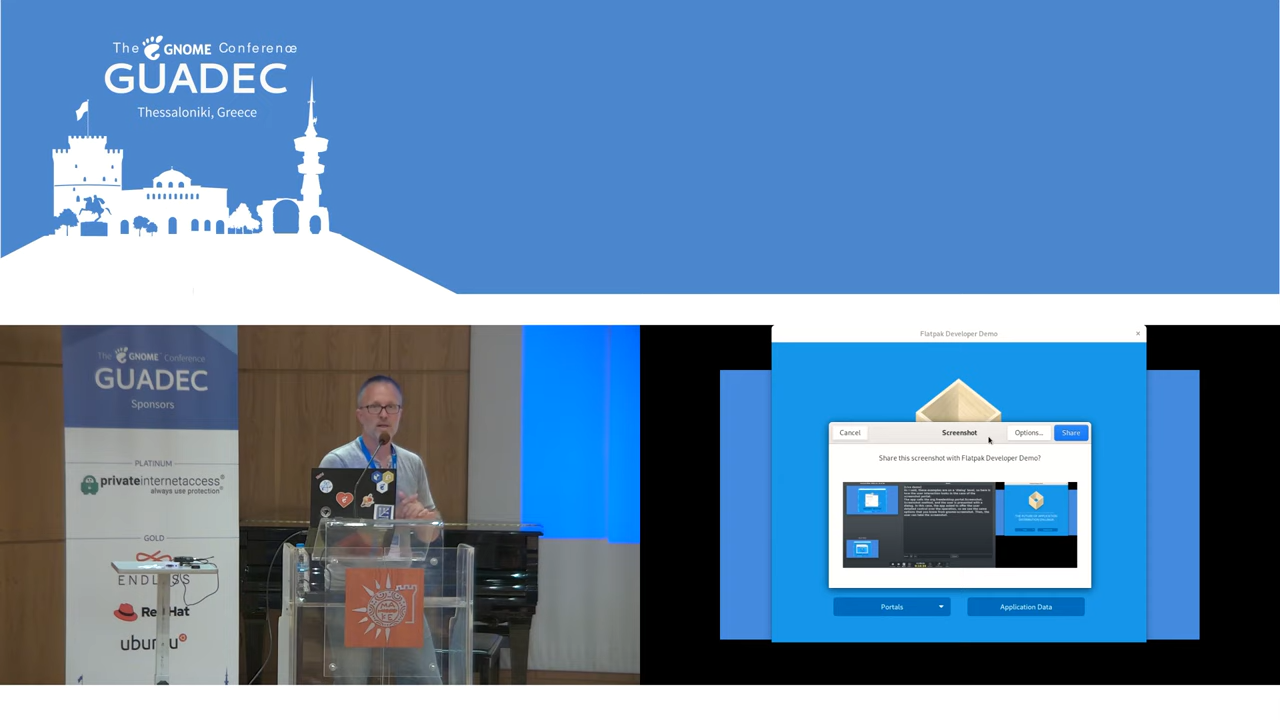 The GNOME Conference
GUADEC
Thessaloniki, Greece
The GNOME Conference
GUADEC
Sponsors
PLATINUM
privateinternetaccess
always use protection
GOLD
ENDLESS
Red Hat
ubuntu
Flatpak Developer Demo
Cancel
Screenshot
Options...
Share
Share this screenshot with Flatpak Developer Demo?
Portals
Application Data